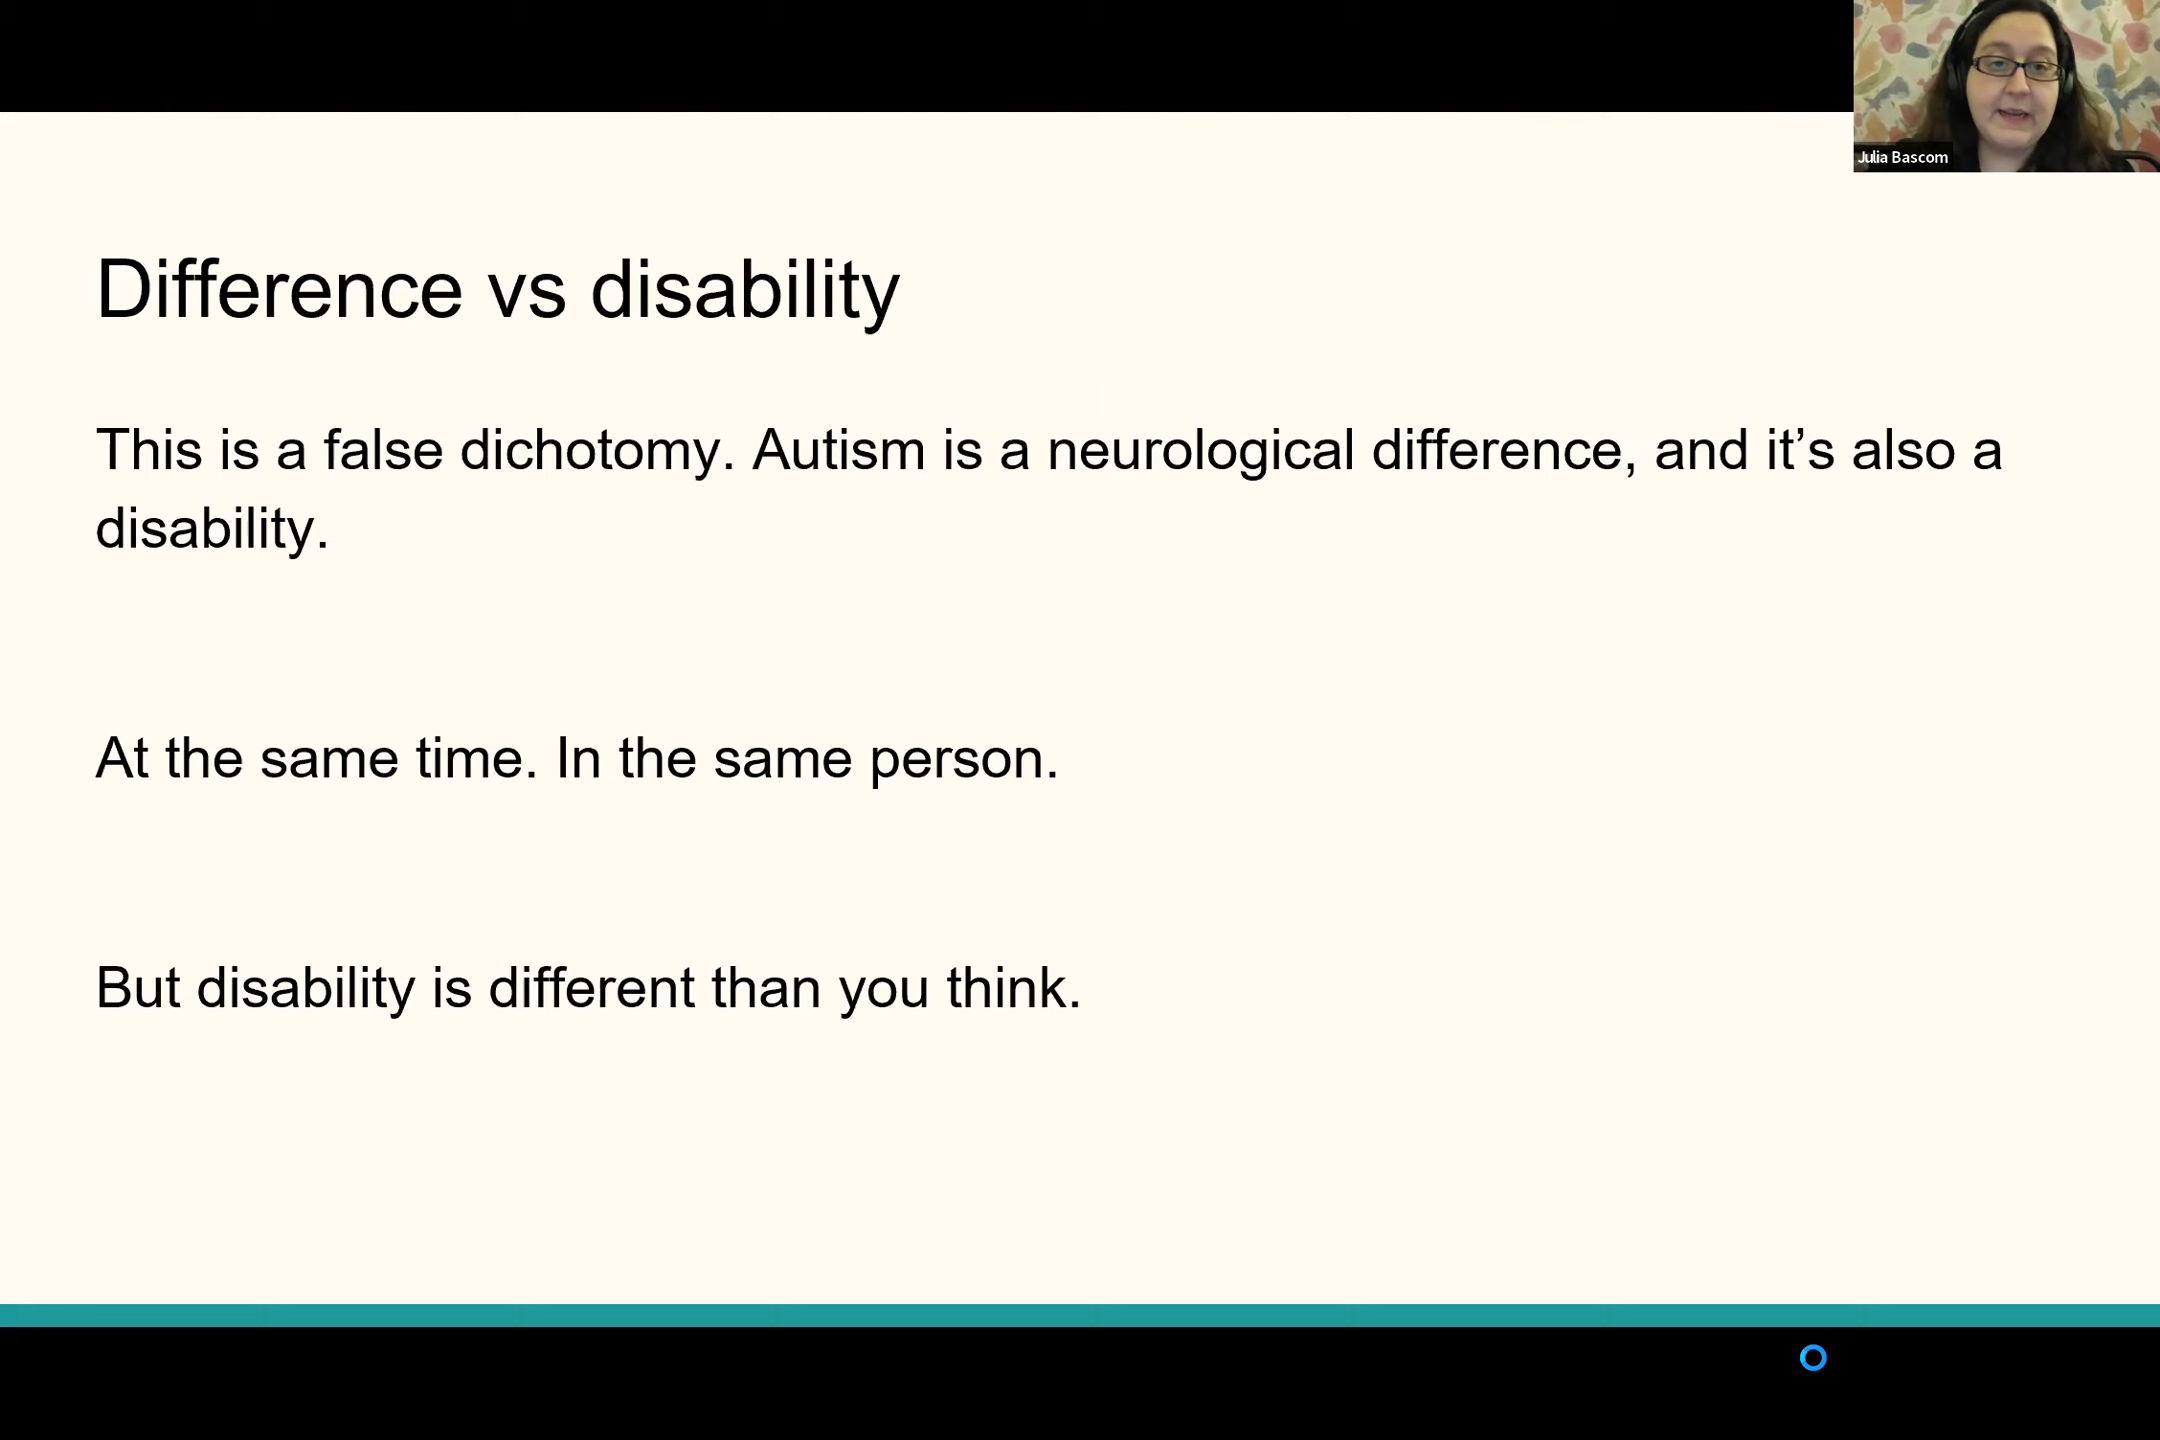 Julia Bascom
Difference vs disability
This is a false dichotomy. Autism is a neurological difference, and it’s also a
disability.
At the same time. In the same person.
But disability is different than you think.